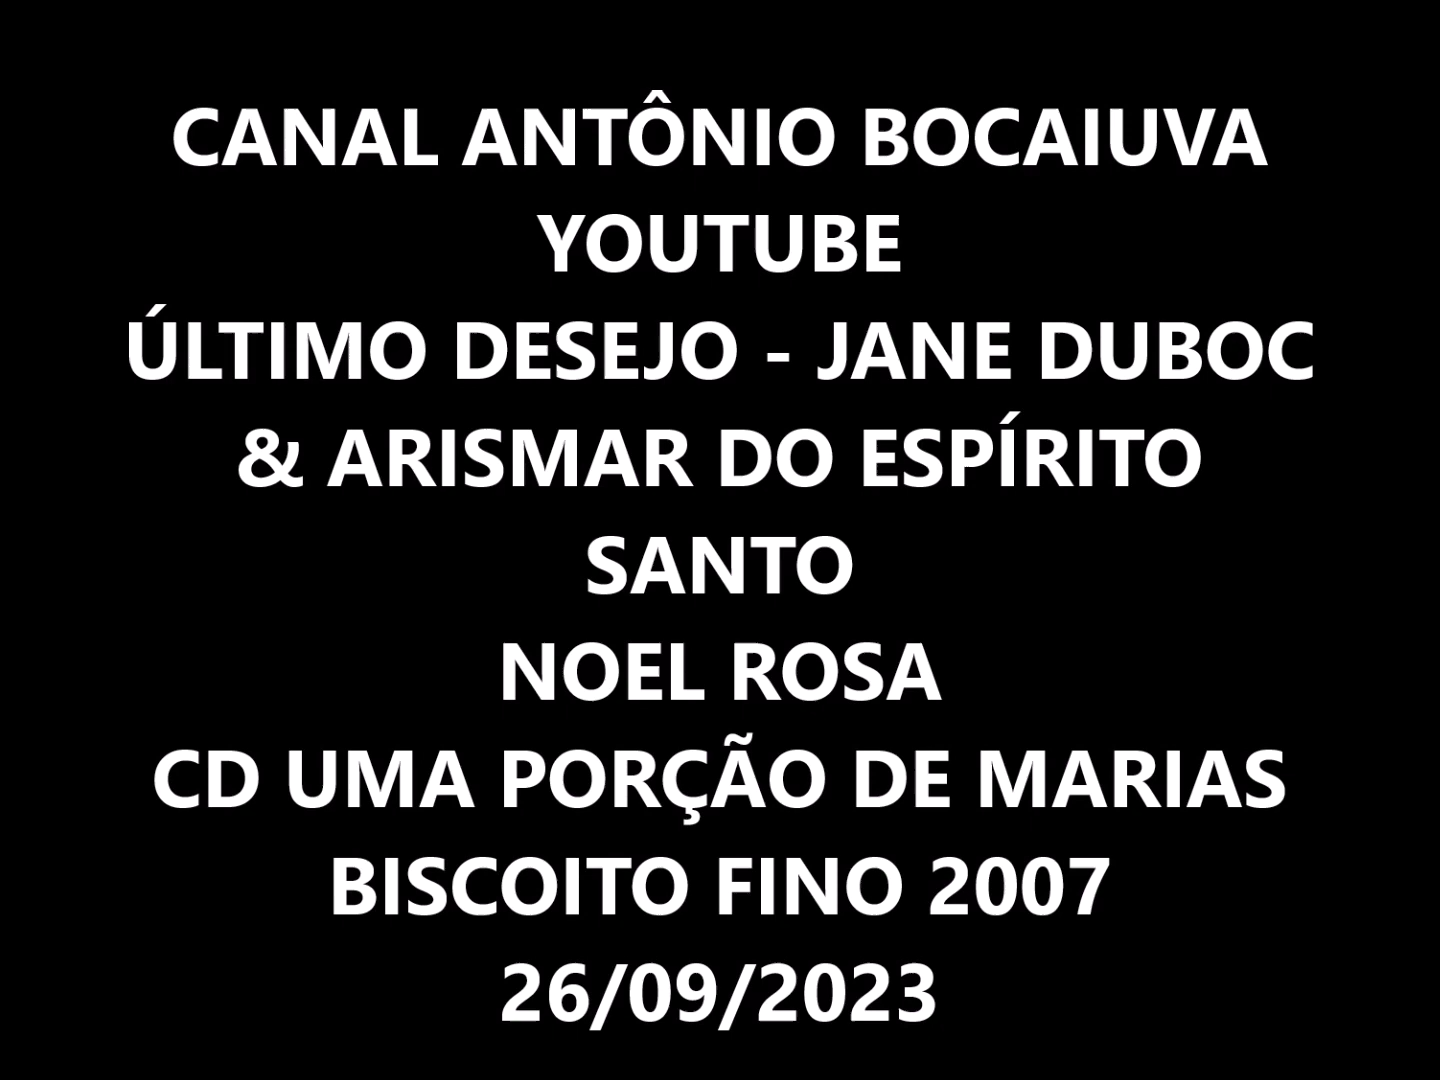 CANAL ANTÔNIO BOCAIUVA
YOUTUBE
ÚLTIMO DESEJO - JANE DUBOC
& ARISMAR DO ESPÍRITO
SANTO
NOEL ROSA
CD UMA PORÇÃO DE MARIAS
BISCOITO FINO 2007
26/09/2023